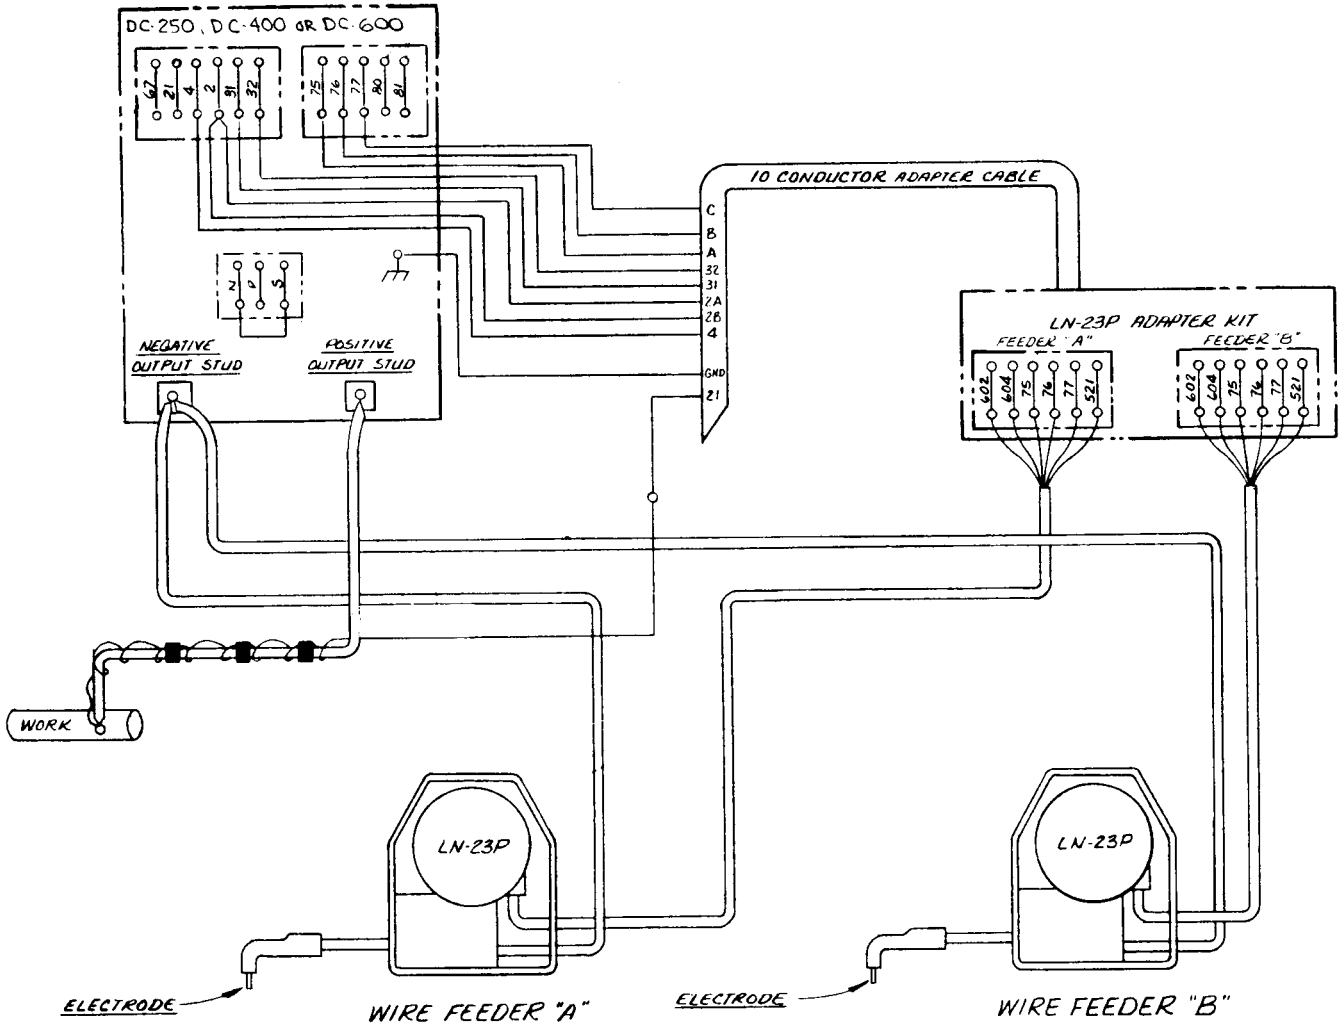 DC-250, DC-400 OR DC-600
67 21 4 2 31 32
75 76 77 80 81
10 CONDUCTOR ADAPTER CABLE
C
B
A
32
31
2A
2B
4
GND
21
N P S
NEGATIVE
OUTPUT STUD
POSITIVE
OUTPUT STUD
LN-23P ADAPTER KIT
FEEDER "A"
FEEDER "B"
602 604 75 76 77 521
602 604 75 76 77 521
WORK
LN-23P
LN-23P
ELECTRODE
WIRE FEEDER "A"
ELECTRODE
WIRE FEEDER "B"